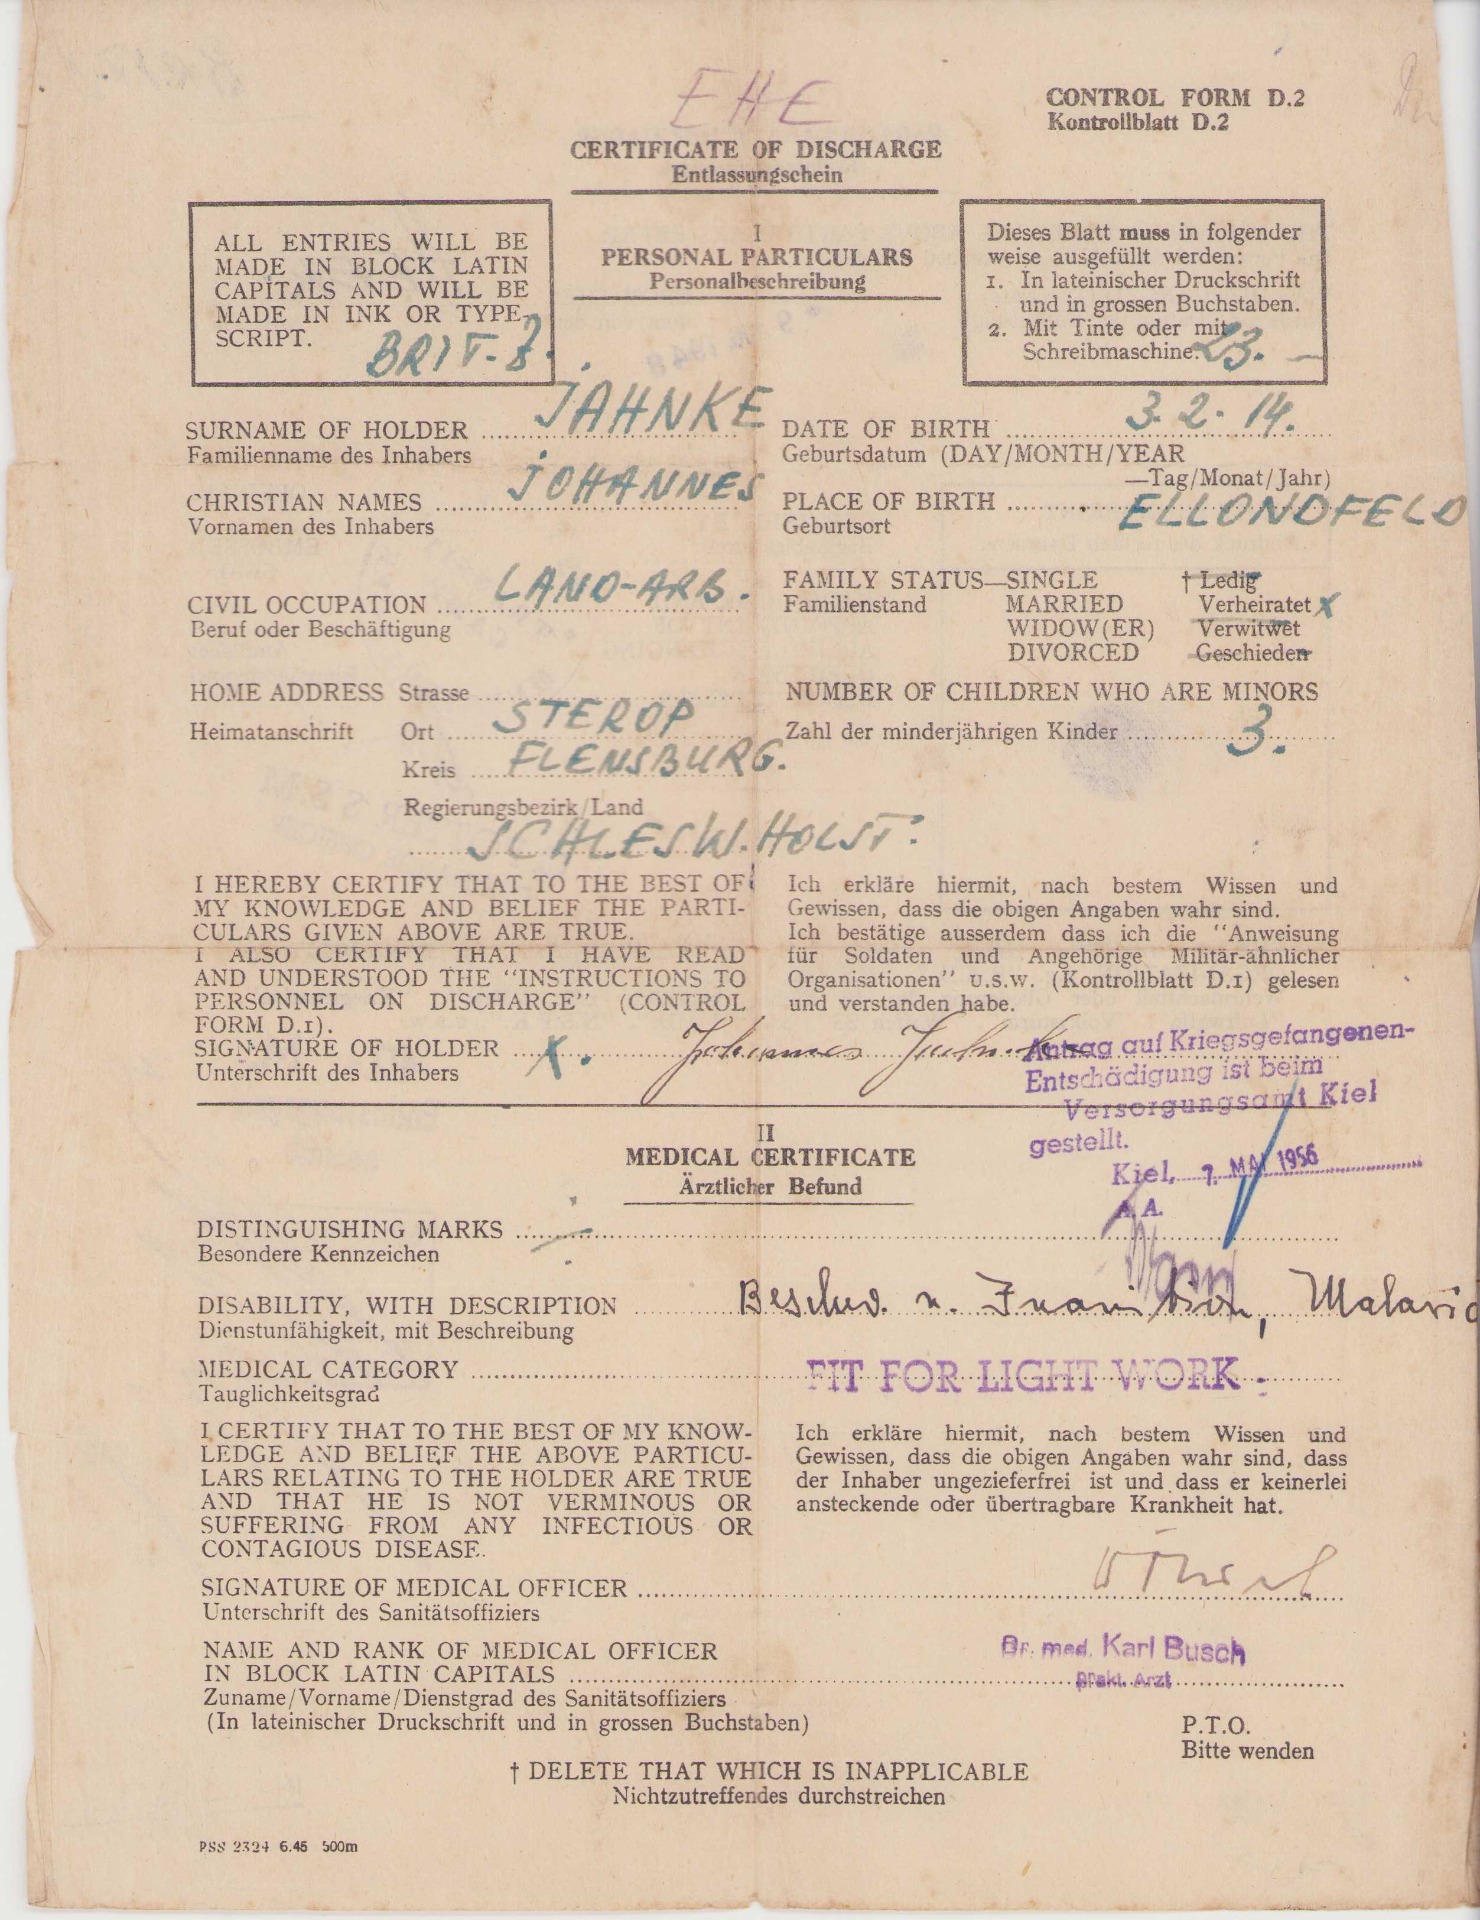 EHE
CONTROL FORM D.2
Kontrollblatt D.2
CERTIFICATE OF DISCHARGE
Entlassungschein
ALL ENTRIES WILL BE
MADE IN BLOCK LATIN
CAPITALS AND WILL BE
MADE IN INK OR TYPE-
SCRIPT.
BRIT-Z.
I
PERSONAL PARTICULARS
Personalbeschreibung
Dieses Blatt muss in folgender
weise ausgefüllt werden:
1. In lateinischer Druckschrift
und in grossen Buchstaben.
2. Mit Tinte oder mit
Schreibmaschine.
23.
SURNAME OF HOLDER JAHNKE
Familienname des Inhabers
DATE OF BIRTH 3.2.14.
Geburtsdatum (DAY/MONTH/YEAR
—Tag/Monat/Jahr)
CHRISTIAN NAMES JOHANNES
Vornamen des Inhabers
PLACE OF BIRTH ELLONDFELD
Geburtsort
CIVIL OCCUPATION LAND-ARB.
Beruf oder Beschäftigung
FAMILY STATUS—SINGLE † Ledig
Familienstand MARRIED Verheiratet X
WIDOW(ER) Verwitwet
DIVORCED Geschieden
HOME ADDRESS Strasse
Heimatanschrift Ort STEROP
Kreis FLENSBURG.
Regierungsbezirk/Land
SCHLESW.HOLST.
NUMBER OF CHILDREN WHO ARE MINORS
Zahl der minderjährigen Kinder 3.
I HEREBY CERTIFY THAT TO THE BEST OF
MY KNOWLEDGE AND BELIEF THE PARTI-
CULARS GIVEN ABOVE ARE TRUE.
I ALSO CERTIFY THAT I HAVE READ
AND UNDERSTOOD THE "INSTRUCTIONS TO
PERSONNEL ON DISCHARGE" (CONTROL
FORM D.1).
Ich erkläre hiermit, nach bestem Wissen und
Gewissen, dass die obigen Angaben wahr sind.
Ich bestätige ausserdem dass ich die "Anweisung
für Soldaten und Angehörige Militär-ähnlicher
Organisationen" u.s.w. (Kontrollblatt D.1) gelesen
und verstanden habe.
SIGNATURE OF HOLDER X. Johannes Jahnke
Unterschrift des Inhabers
Antrag auf Kriegsgefangenen-
Entschädigung ist beim
Versorgungsamt Kiel
gestellt.
Kiel, 7. MAI 1956
A.A.
II
MEDICAL CERTIFICATE
Ärztlicher Befund
DISTINGUISHING MARKS
Besondere Kennzeichen
DISABILITY, WITH DESCRIPTION Beschw. n. Malaria
Dienstunfähigkeit, mit Beschreibung
MEDICAL CATEGORY FIT FOR LIGHT WORK.
Tauglichkeitsgrad
I CERTIFY THAT TO THE BEST OF MY KNOW-
LEDGE AND BELIEF THE ABOVE PARTICU-
LARS RELATING TO THE HOLDER ARE TRUE
AND THAT HE IS NOT VERMINOUS OR
SUFFERING FROM ANY INFECTIOUS OR
CONTAGIOUS DISEASE.
Ich erkläre hiermit, nach bestem Wissen und
Gewissen, dass die obigen Angaben wahr sind, dass
der Inhaber ungezieferfrei ist und dass er keinerlei
ansteckende oder übertragbare Krankheit hat.
SIGNATURE OF MEDICAL OFFICER
Unterschrift des Sanitätsoffiziers
NAME AND RANK OF MEDICAL OFFICER
IN BLOCK LATIN CAPITALS
Dr. med. Karl Busch
prakt. Arzt
Zuname/Vorname/Dienstgrad des Sanitätsoffiziers
(In lateinischer Druckschrift und in grossen Buchstaben)
P.T.O.
Bitte wenden
† DELETE THAT WHICH IS INAPPLICABLE
Nichtzutreffendes durchstreichen
PSS 2324 6.45 500m